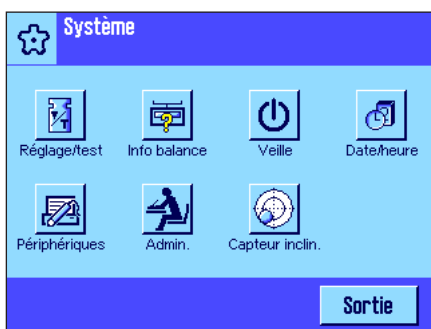 Système
Réglage/test Info balance Veille Date/heure
Périphériques Admin. Capteur inclin.
Sortie